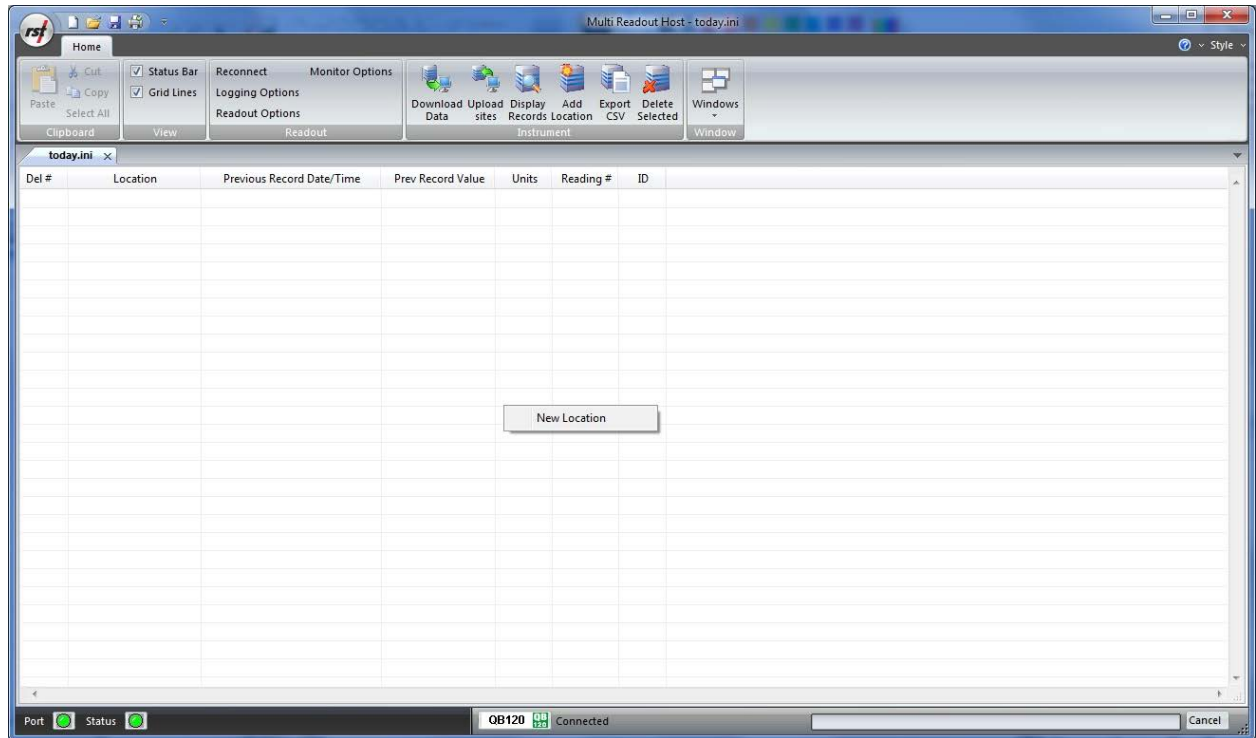 Multi Readout Host - today.ini
rst
Home
Style
Paste
Cut
Copy
Select All
Clipboard
Status Bar
Grid Lines
View
Reconnect Monitor Options
Logging Options
Readout Options
Readout
Download Data
Upload sites
Display Records
Add Location
Export CSV
Delete Selected
Instrument
Windows
Window
today.ini
Del # Location Previous Record Date/Time Prev Record Value Units Reading # ID
New Location
Port Status QB120 QB 120 Connected Cancel